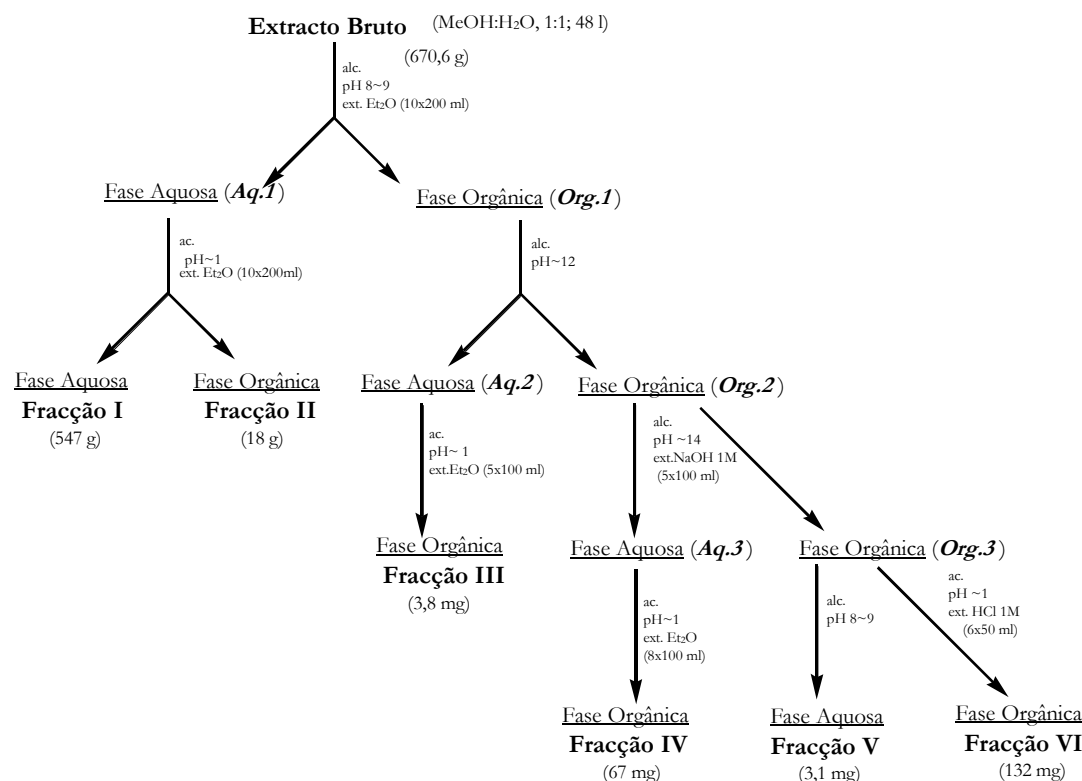 Extracto Bruto (MeOH:H₂O, 1:1; 48 l)
(670,6 g)
alc.
pH 8~9
ext. Et₂O (10x200 ml)
Fase Aquosa (Aq.1)
Fase Orgânica (Org.1)
ac.
pH~1
ext. Et₂O (10x200ml)
alc.
pH~12
Fase Aquosa
Fracção I
(547 g)
Fase Orgânica
Fracção II
(18 g)
Fase Aquosa (Aq.2)
Fase Orgânica (Org.2)
ac.
pH~ 1
ext.Et₂O (5x100 ml)
alc.
pH ~14
ext.NaOH 1M
(5x100 ml)
Fase Orgânica
Fracção III
(3,8 mg)
Fase Aquosa (Aq.3)
Fase Orgânica (Org.3)
ac.
pH~1
ext. Et₂O
(8x100 ml)
alc.
pH 8~9
ac.
pH ~1
ext. HCl 1M
(6x50 ml)
Fase Orgânica
Fracção IV
(67 mg)
Fase Aquosa
Fracção V
(3,1 mg)
Fase Orgânica
Fracção VI
(132 mg)